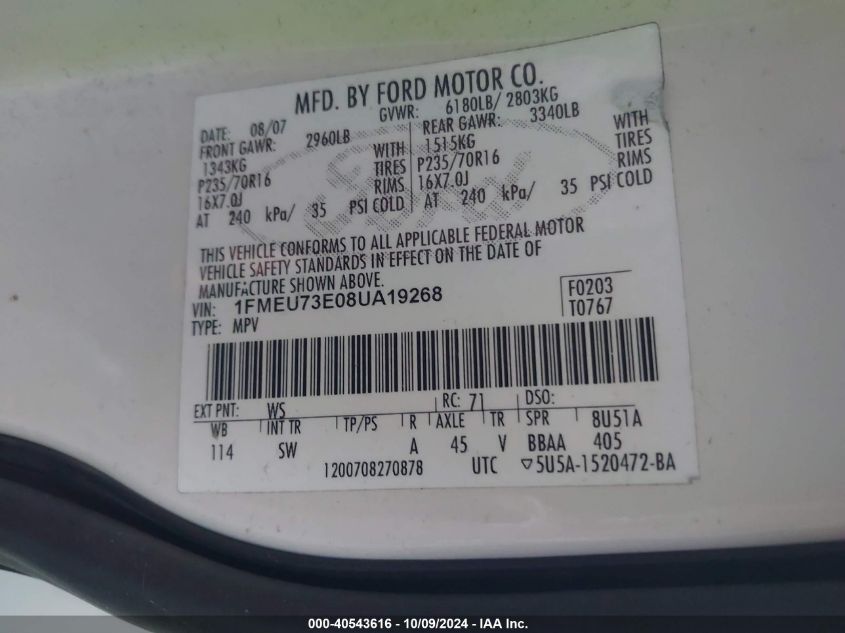 MFD. BY FORD MOTOR CO.
DATE: 08/07 GVWR: 6180LB/ 2803KG
FRONT GAWR: 2960LB REAR GAWR: 3340LB
1343KG WITH 1515KG WITH
P235/70R16 TIRES P235/70R16 TIRES
16X7.0J RIMS 16X7.0J RIMS
AT 240 kPa/ 35 PSI COLD AT 240 kPa/ 35 PSI COLD
Ford
THIS VEHICLE CONFORMS TO ALL APPLICABLE FEDERAL MOTOR
VEHICLE SAFETY STANDARDS IN EFFECT ON THE DATE OF
MANUFACTURE SHOWN ABOVE.
VIN: 1FMEU73E08UA19268 F0203
TYPE: MPV T0767
EXT PNT: WS RC: 71 DSO:
WB INT TR TP/PS R AXLE TR SPR 8U51A
114 SW A 45 V BBAA 405
1200708270878 UTC ▽5U5A-1520472-BA
000-40543616 - 10/09/2024 - IAA Inc.